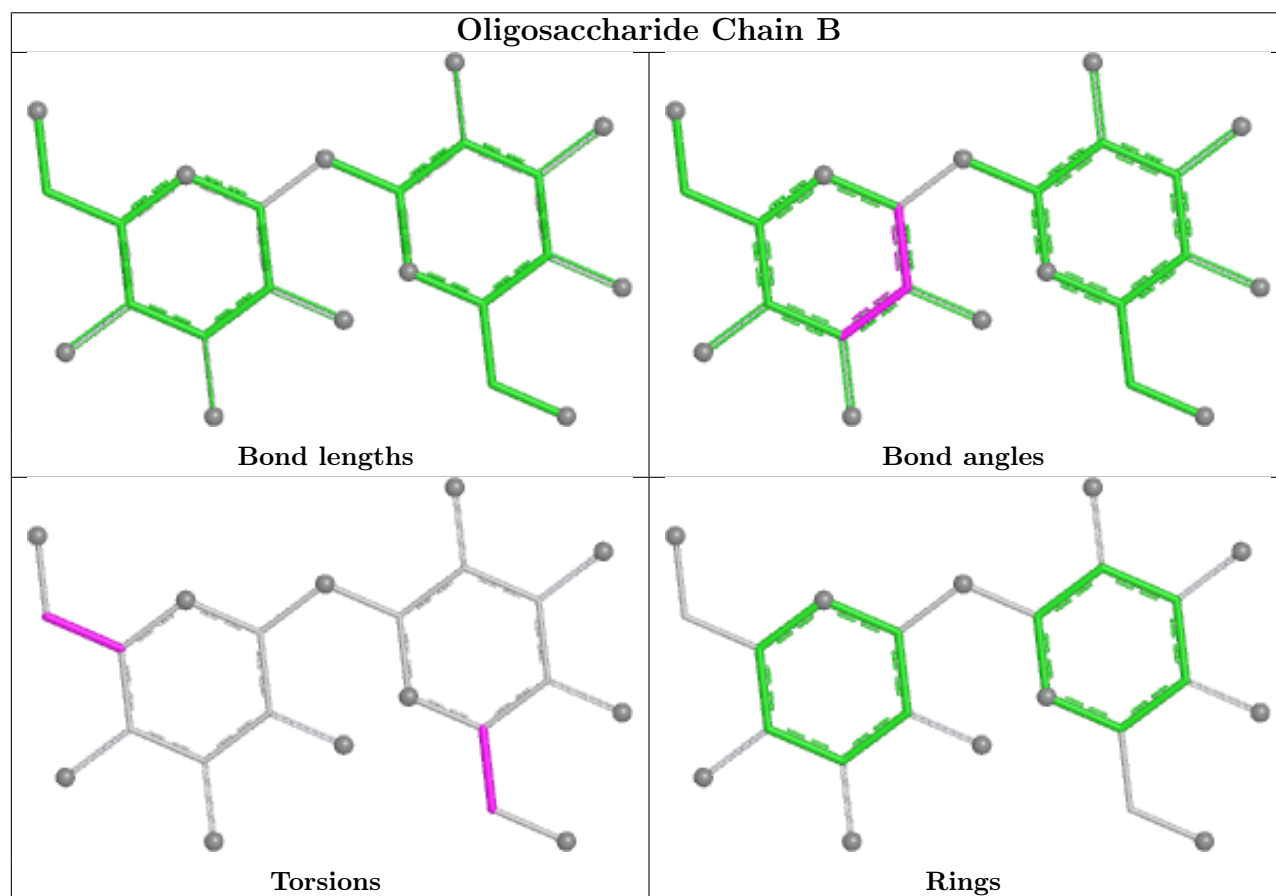 Oligosaccharide Chain B
Bond lengths
Bond angles
Torsions
Rings